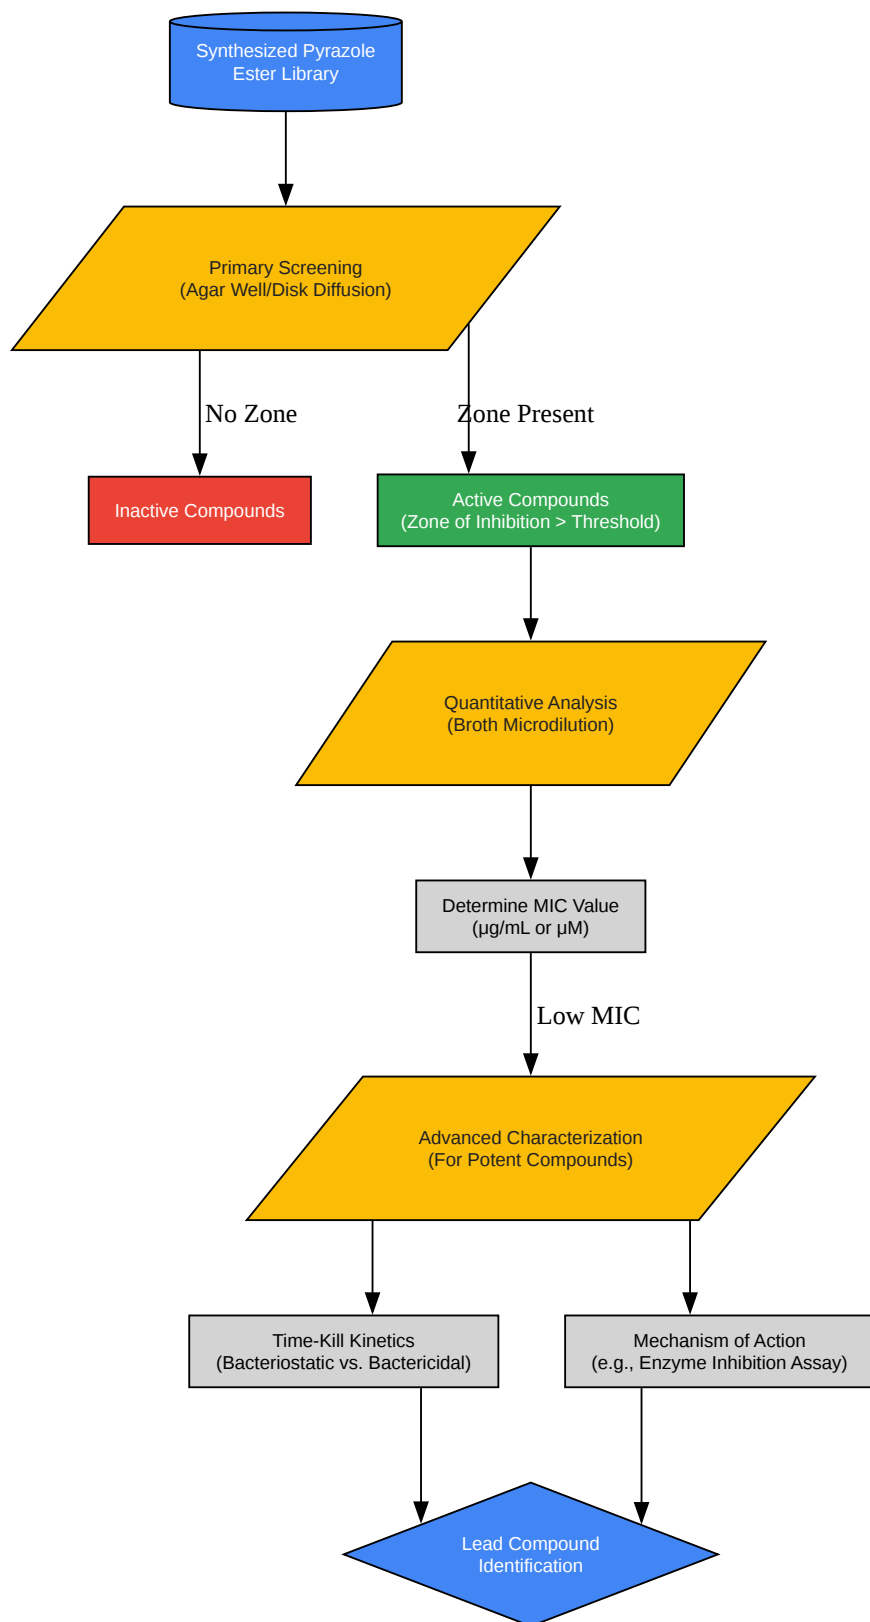 Synthesized Pyrazole
Ester Library
Primary Screening
(Agar Well/Disk Diffusion)
No Zone
Zone Present
Inactive Compounds
Active Compounds
(Zone of Inhibition > Threshold)
Quantitative Analysis
(Broth Microdilution)
Determine MIC Value
(µg/mL or µM)
Low MIC
Advanced Characterization
(For Potent Compounds)
Time-Kill Kinetics
(Bacteriostatic vs. Bactericidal)
Mechanism of Action
(e.g., Enzyme Inhibition Assay)
Lead Compound
Identification